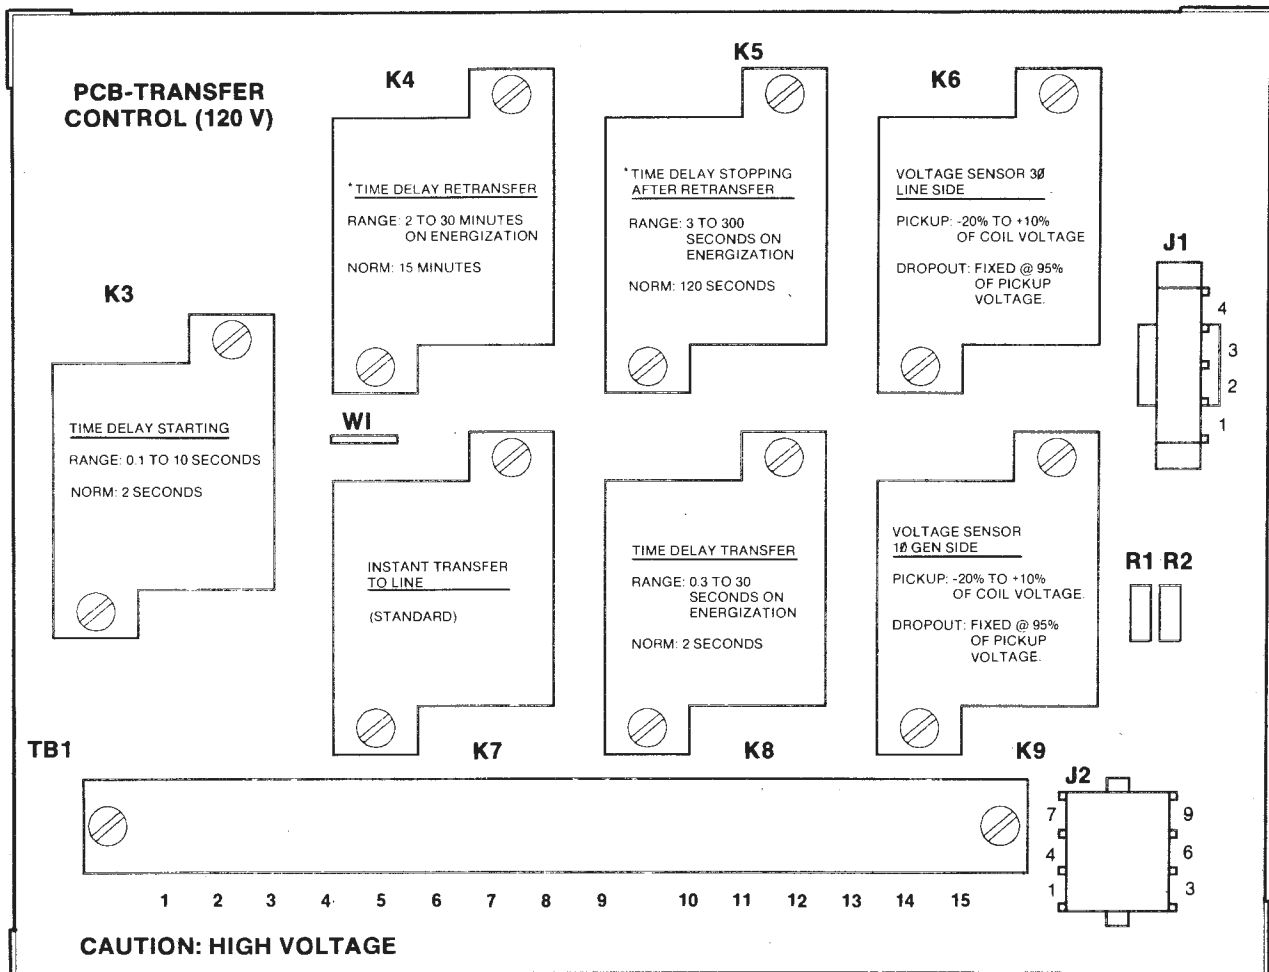 PCB-TRANSFER
CONTROL (120 V)
K4
*TIME DELAY RETRANSFER
RANGE: 2 TO 30 MINUTES
ON ENERGIZATION
NORM: 15 MINUTES
K5
*TIME DELAY STOPPING
AFTER RETRANSFER
RANGE: 3 TO 300
SECONDS ON
ENERGIZATION
NORM: 120 SECONDS
K6
VOLTAGE SENSOR 3Ø
LINE SIDE
PICKUP: -20% TO +10%
OF COIL VOLTAGE
DROPOUT: FIXED @ 95%
OF PICKUP
VOLTAGE.
J1
4
3
2
1
K3
TIME DELAY STARTING
RANGE: 0.1 TO 10 SECONDS
NORM: 2 SECONDS
WI
INSTANT TRANSFER
TO LINE
(STANDARD)
K7
TIME DELAY TRANSFER
RANGE: 0.3 TO 30
SECONDS ON
ENERGIZATION
NORM: 2 SECONDS
K8
VOLTAGE SENSOR
1Ø GEN SIDE
PICKUP: -20% TO +10%
OF COIL VOLTAGE.
DROPOUT: FIXED @ 95%
OF PICKUP
VOLTAGE.
K9
R1 R2
TB1
J2
7 9
4 6
1 3
1 2 3 4 5 6 7 8 9 10 11 12 13 14 15
CAUTION: HIGH VOLTAGE